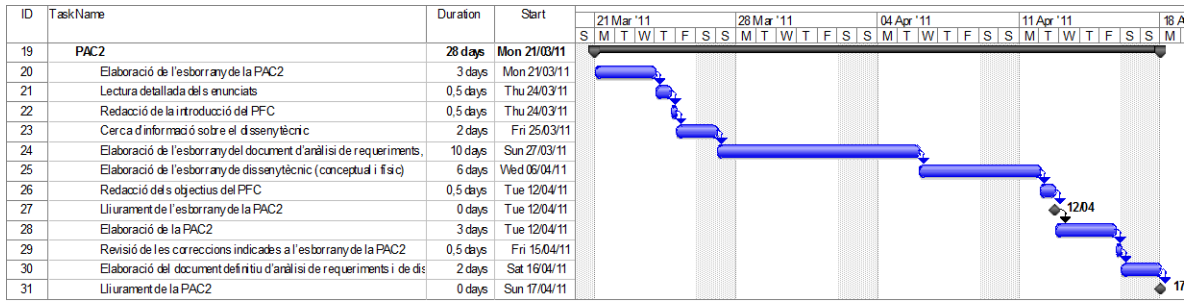 ID Task Name Duration Start 21 Mar '11 28 Mar '11 04 Apr '11 11 Apr '11 18 A
S M T W T F S S M T W T F S S M T W T F S S M T W T F S S M
19 PAC2 28 days Mon 21/03/11
20 Elaboració de l'esborrany de la PAC2 3 days Mon 21/03/11
21 Lectura detallada dels enunciats 0,5 days Thu 24/03/11
22 Redacció de la introducció del PFC 0,5 days Thu 24/03/11
23 Cerca d'informació sobre el disseny tècnic 2 days Fri 25/03/11
24 Elaboració de l'esborrany del document d'anàlisi de requeriments, 10 days Sun 27/03/11
25 Elaboració de l'esborrany de disseny tècnic (conceptual i físic) 6 days Wed 06/04/11
26 Redacció dels objectius del PFC 0,5 days Tue 12/04/11
27 Lliurament de l'esborrany de la PAC2 0 days Tue 12/04/11 12/04
28 Elaboració de la PAC2 3 days Tue 12/04/11
29 Revisió de les correccions indicades a l'esborrany de la PAC2 0,5 days Fri 15/04/11
30 Elaboració del document definitiu d'anàlisi de requeriments i de dis 2 days Sat 16/04/11
31 Lliurament de la PAC2 0 days Sun 17/04/11 17